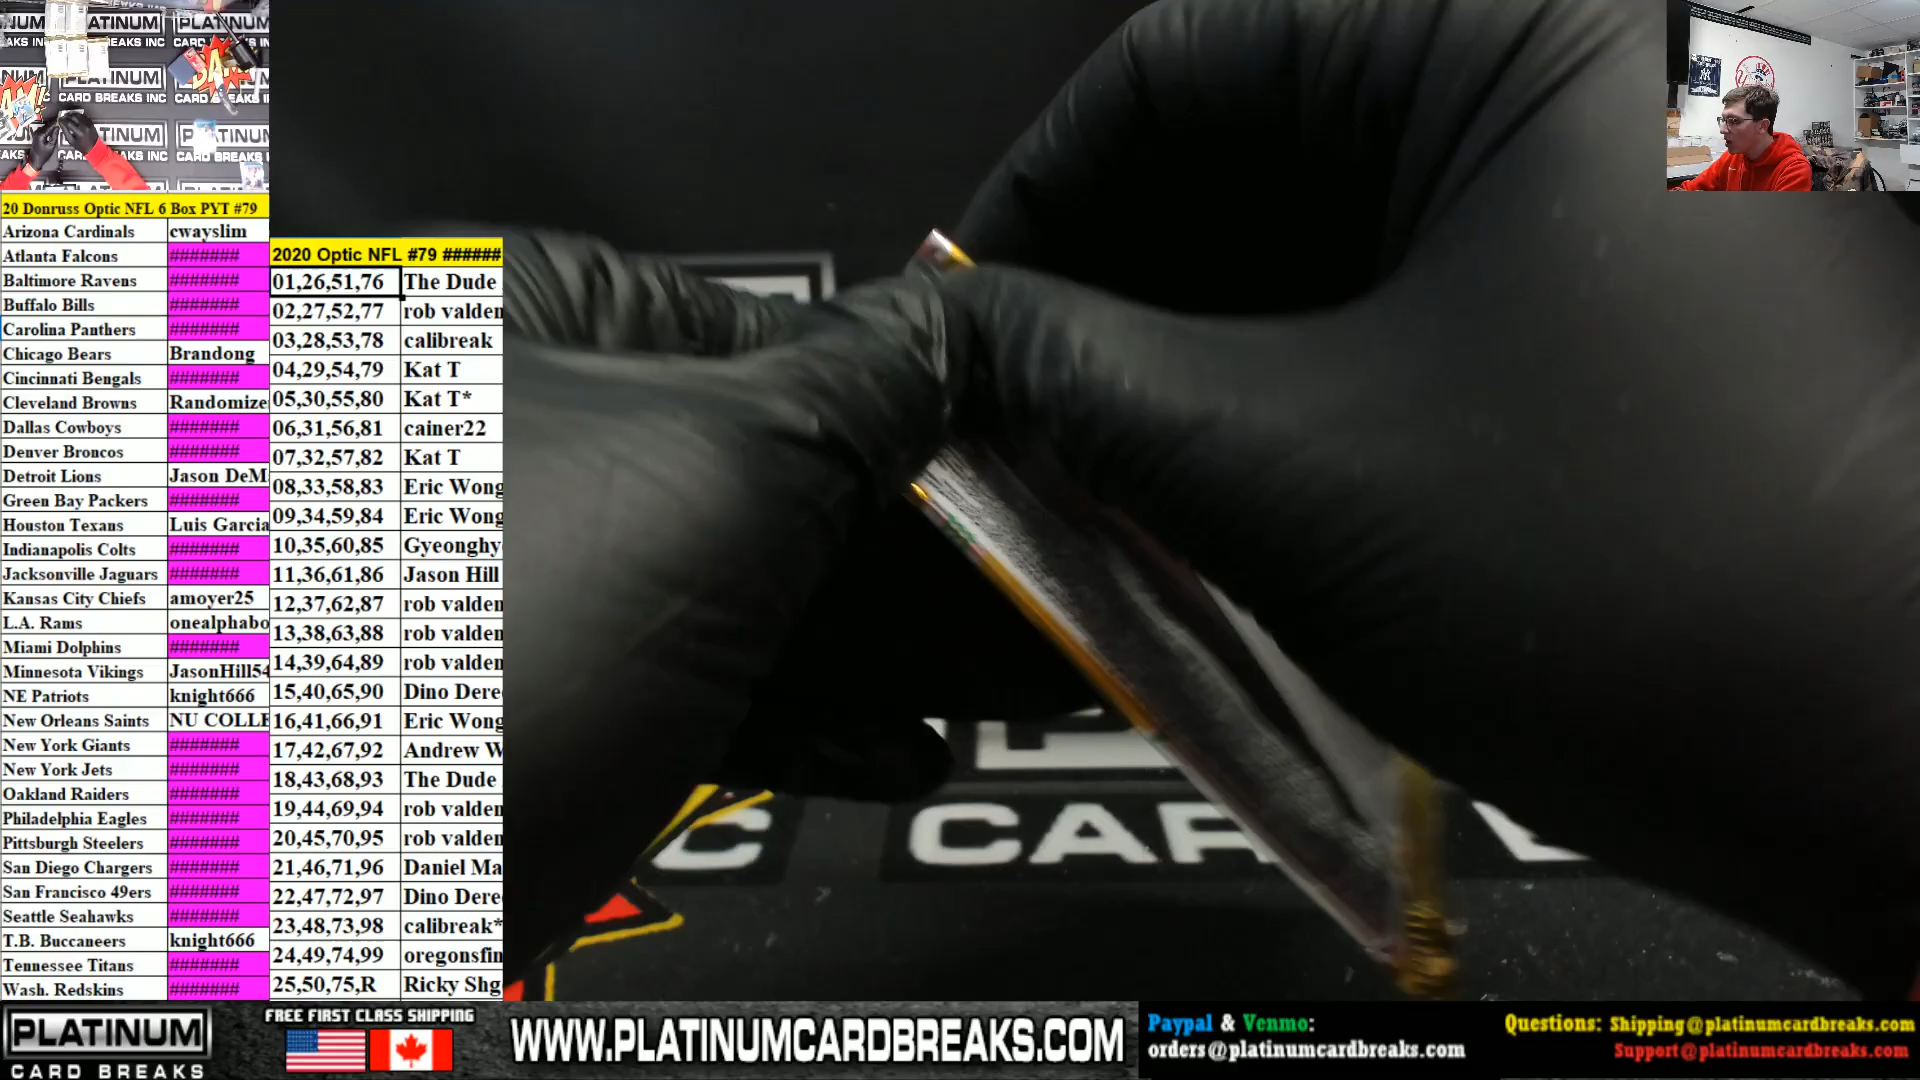 PLATINUM
CARD BREAKS INC
20 Donruss Optic NFL 6 Box PYT #79
Arizona Cardinals cwayslim
Atlanta Falcons #######
Baltimore Ravens #######
Buffalo Bills #######
Carolina Panthers #######
Chicago Bears Brandong
Cincinnati Bengals #######
Cleveland Browns Randomize
Dallas Cowboys #######
Denver Broncos #######
Detroit Lions Jason DeM
Green Bay Packers #######
Houston Texans Luis Garcia
Indianapolis Colts #######
Jacksonville Jaguars #######
Kansas City Chiefs amoyer25
L.A. Rams onealphabo
Miami Dolphins #######
Minnesota Vikings JasonHill54
NE Patriots knight666
New Orleans Saints NU COLLE
New York Giants #######
New York Jets #######
Oakland Raiders #######
Philadelphia Eagles #######
Pittsburgh Steelers #######
San Diego Chargers #######
San Francisco 49ers #######
Seattle Seahawks #######
T.B. Buccaneers knight666
Tennessee Titans #######
Wash. Redskins #######
2020 Optic NFL #79 ######
01,26,51,76 The Dude
02,27,52,77 rob valden
03,28,53,78 calibreak
04,29,54,79 Kat T
05,30,55,80 Kat T*
06,31,56,81 cainer22
07,32,57,82 Kat T
08,33,58,83 Eric Wong
09,34,59,84 Eric Wong
10,35,60,85 Gyeonghy
11,36,61,86 Jason Hill
12,37,62,87 rob valden
13,38,63,88 rob valden
14,39,64,89 rob valden
15,40,65,90 Dino Dere
16,41,66,91 Eric Wong
17,42,67,92 Andrew W
18,43,68,93 The Dude
19,44,69,94 rob valden
20,45,70,95 rob valden
21,46,71,96 Daniel Ma
22,47,72,97 Dino Dere
23,48,73,98 calibreak*
24,49,74,99 oregonsfin
25,50,75,R Ricky Shg
C CAR
PLATINUM
CARD BREAKS
FREE FIRST CLASS SHIPPING
WWW.PLATINUMCARDBREAKS.COM
Paypal & Venmo:
orders@platinumcardbreaks.com
Questions: Shipping@platinumcardbreaks.com
Support@platinumcardbreaks.com